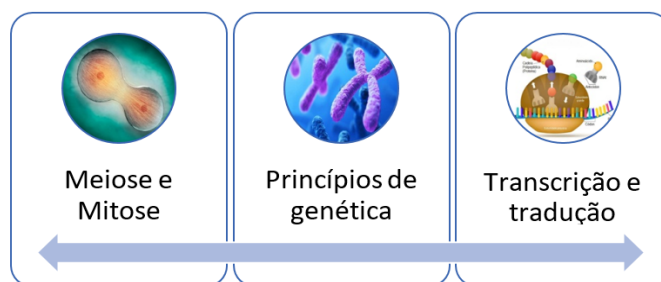 Meiose e
Mitose
Princípios de
genética
Transcrição e
tradução